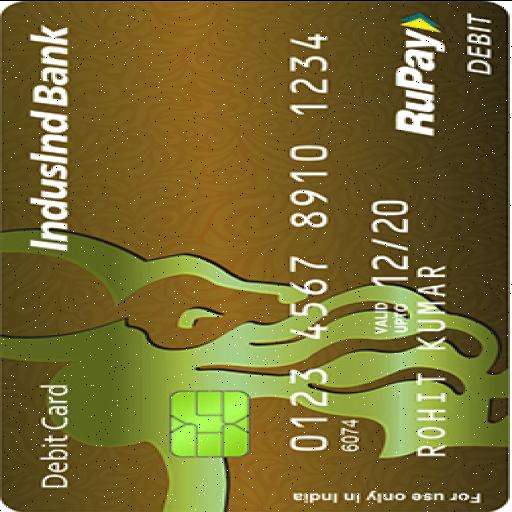 IndusInd Bank
Debit Card
0123 4567 8910 1234
6074
VALID
UPTO
12/20
ROHIT KUMAR
RuPay
DEBIT
For use only in India